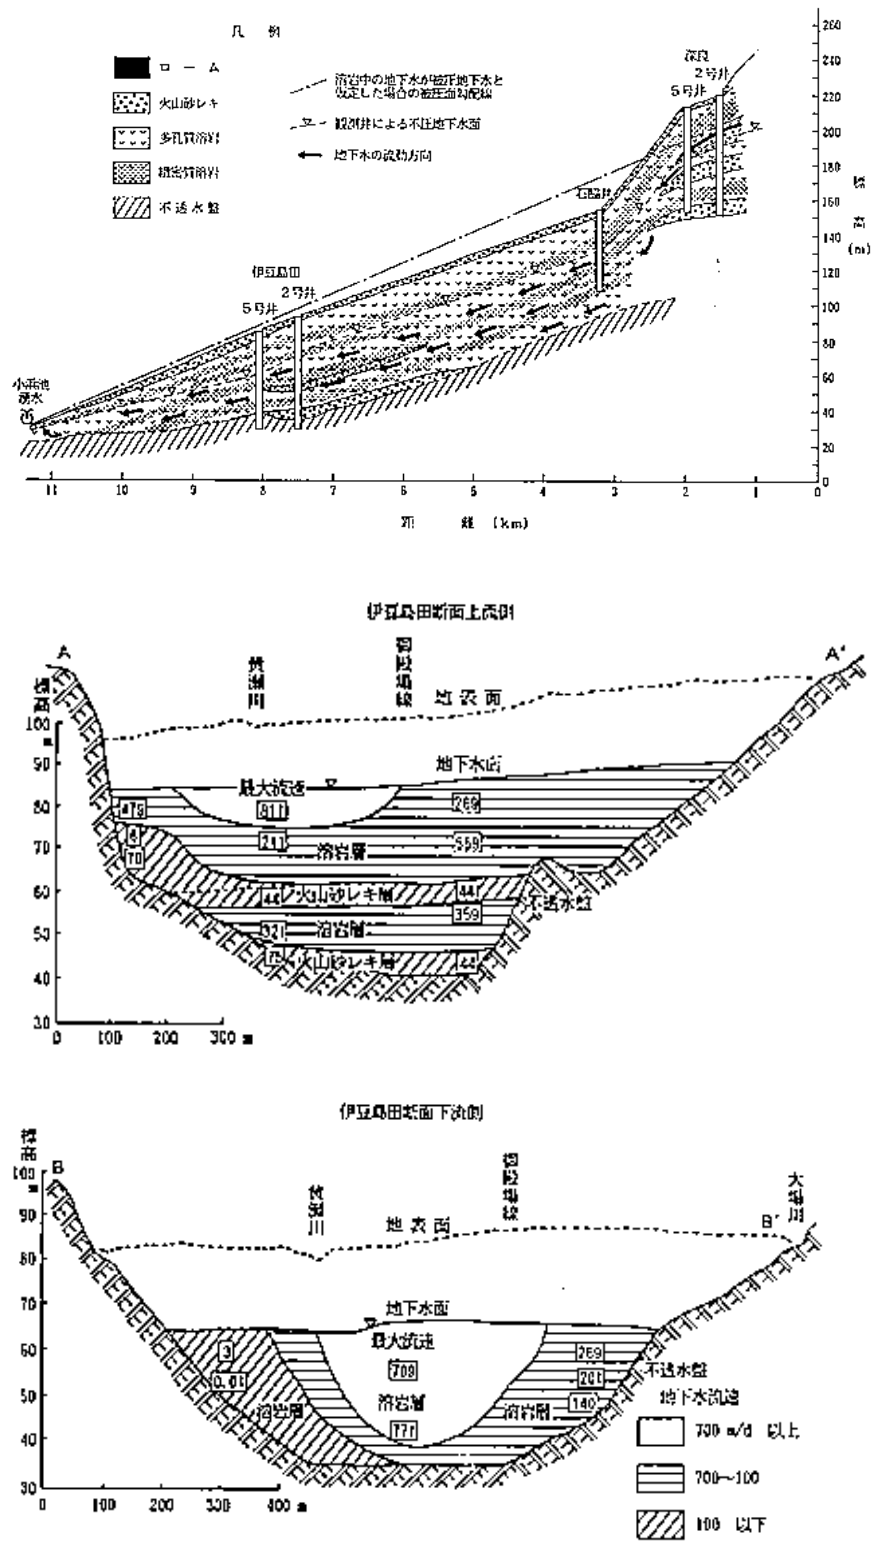 凡 例
ローム
火山砂レキ
多孔質溶岩
緻密質溶岩
不透水盤
溶岩中の地下水が被圧地下水と
仮定した場合の被圧面勾配線
観測井による不圧地下水面
地下水の流動方向
深良
2号井
5号井
石脇井
伊豆島田
2号井
5号井
小浜池
湧水
260
240
220
200
180
160
140
120
100
80
60
40
20
0
標
高
(m)
11 10 9 8 7 6 5 4 3 2 1 0
距 離 (km)
伊豆島田断面上流側
A
A'
標高
100
m
90
80
70
60
50
40
30
黄瀬川
御殿場線
地表面
地下水面
最大流速
溶岩層
火山砂レキ層
不透水盤
359
溶岩層
火山砂レキ層
0 100 200 300 m
伊豆島田断面下流側
標高
100
m
90
80
70
60
50
40
30
B
B'
黄瀬川
御殿場線
大場川
地表面
地下水面
最大流速
709
溶岩層
3
溶岩層
269
140
溶岩層
不透水盤
0 100 200 300 400 m
地下水流速
700 m/d 以上
700～100
100 以下